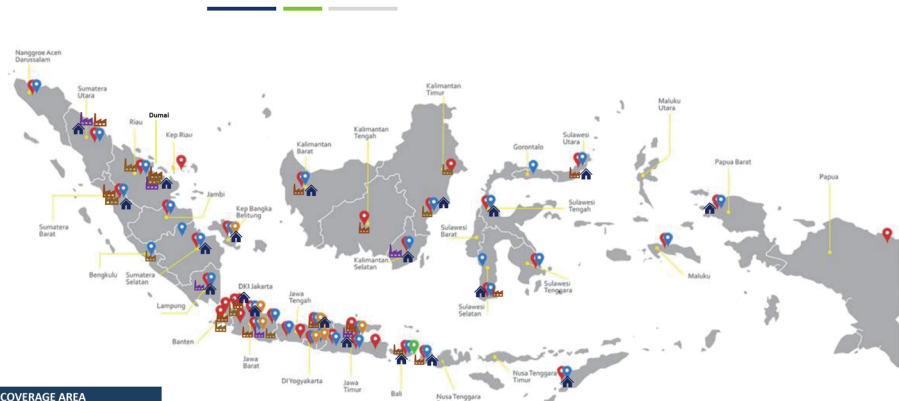 Nanggroe Aceh
Darussalam
Sumatera
Utara
Riau
Dumai
Kep Riau
Kalimantan
Barat
Kalimantan
Tengah
Kalimantan
Timur
Gorontalo
Sulawesi
Utara
Maluku
Utara
Papua Barat
Papua
Jambi
Kep Bangka
Belitung
Sumatera
Barat
Bengkulu
Sumatera
Selatan
Lampung
Kalimantan
Selatan
Sulawesi
Barat
Sulawesi
Tengah
Sulawesi
Tenggara
Sulawesi
Selatan
Maluku
DKI Jakarta
Jawa
Tengah
Banten
Jawa
Barat
DI Yogyakarta
Jawa
Timur
Bali
Nusa Tenggara
Nusa Tenggara
Timur
COVERAGE AREA